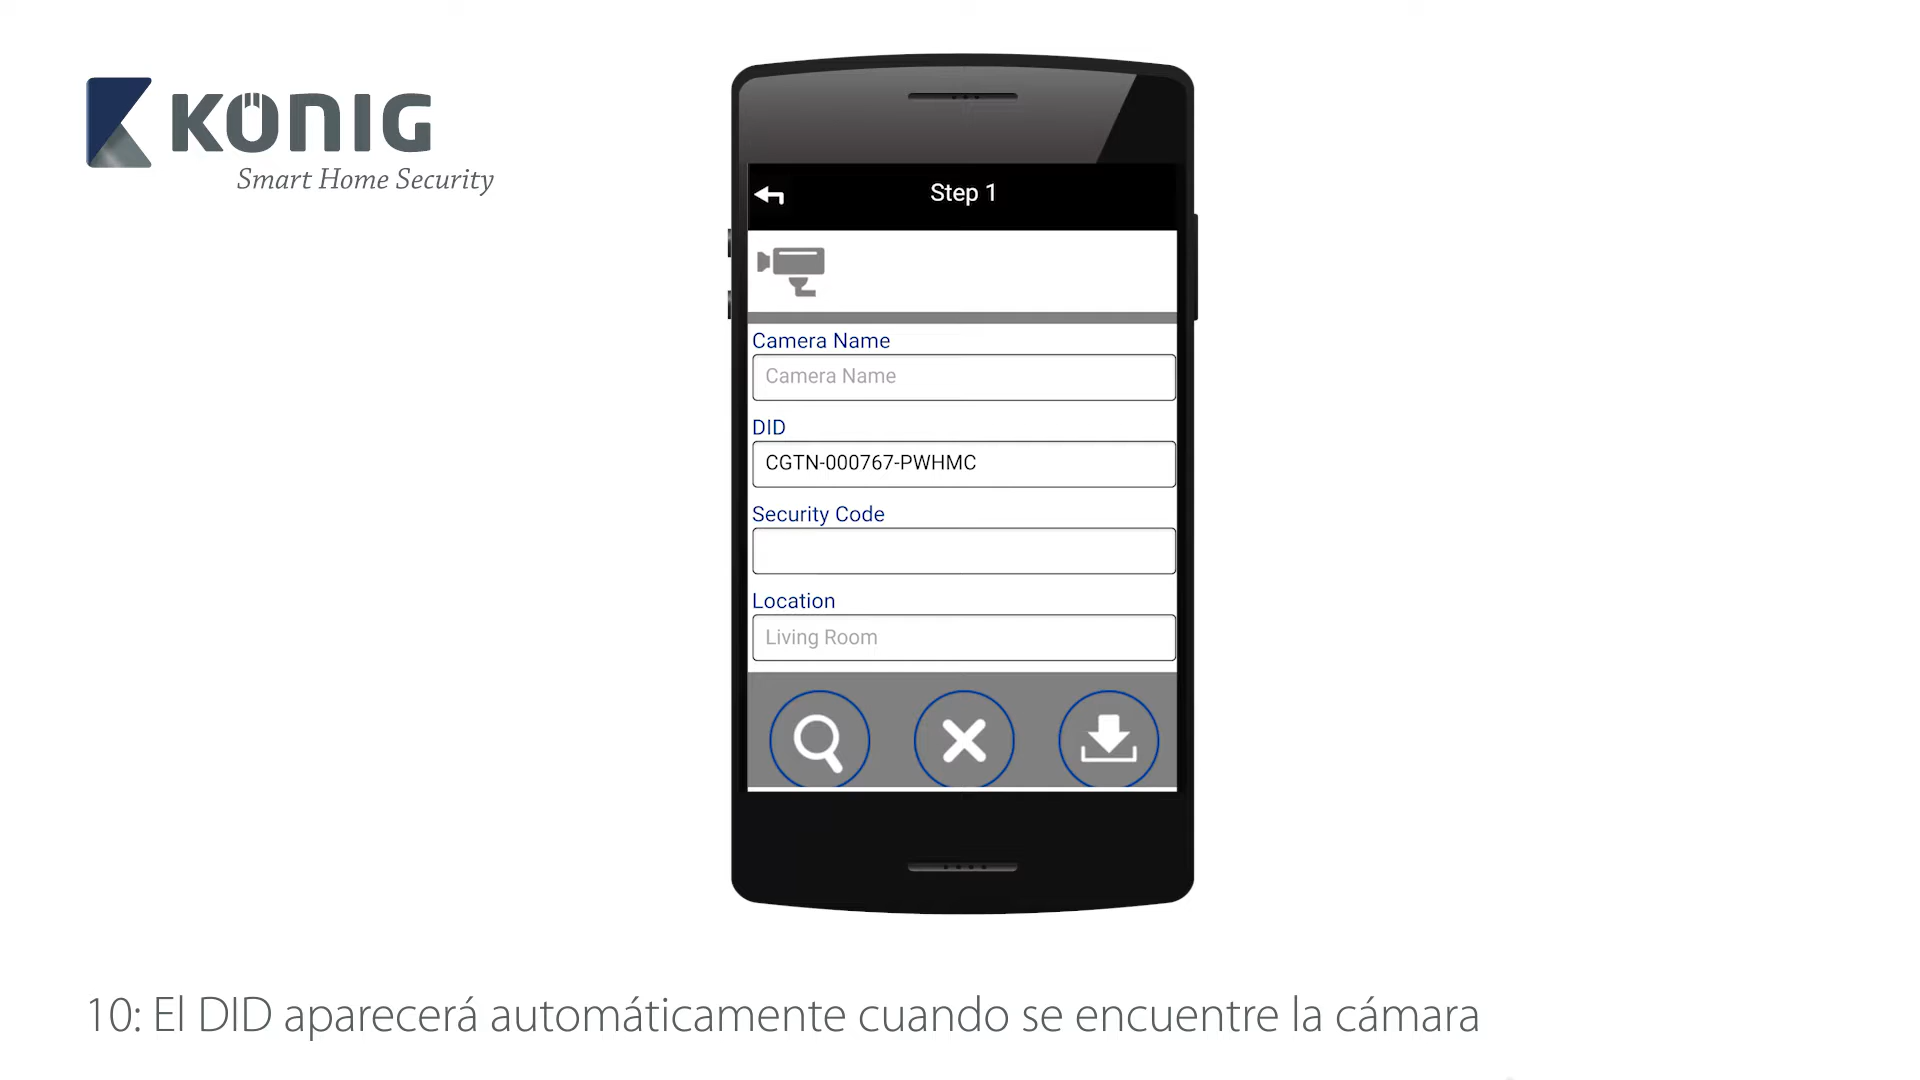 KÖNIG
Smart Home Security
Step 1
Camera Name
Camera Name
DID
CGTN-000767-PWHMC
Security Code
Location
Living Room
10: El DID aparecerá automáticamente cuando se encuentre la cámara